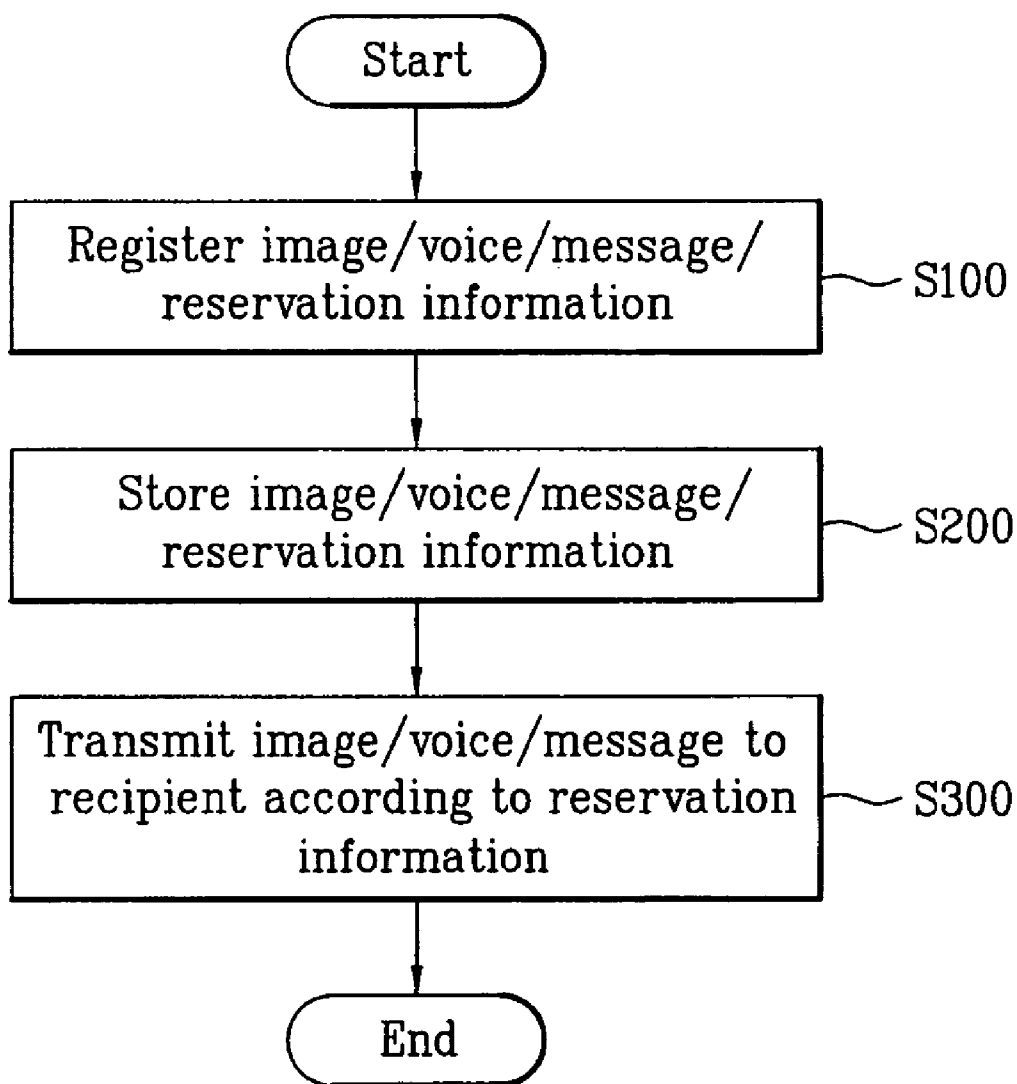 Start
Register image/voice/message/
reservation information
S100
Store image/voice/message/
reservation information
S200
Transmit image/voice/message to
recipient according to reservation
information
S300
End